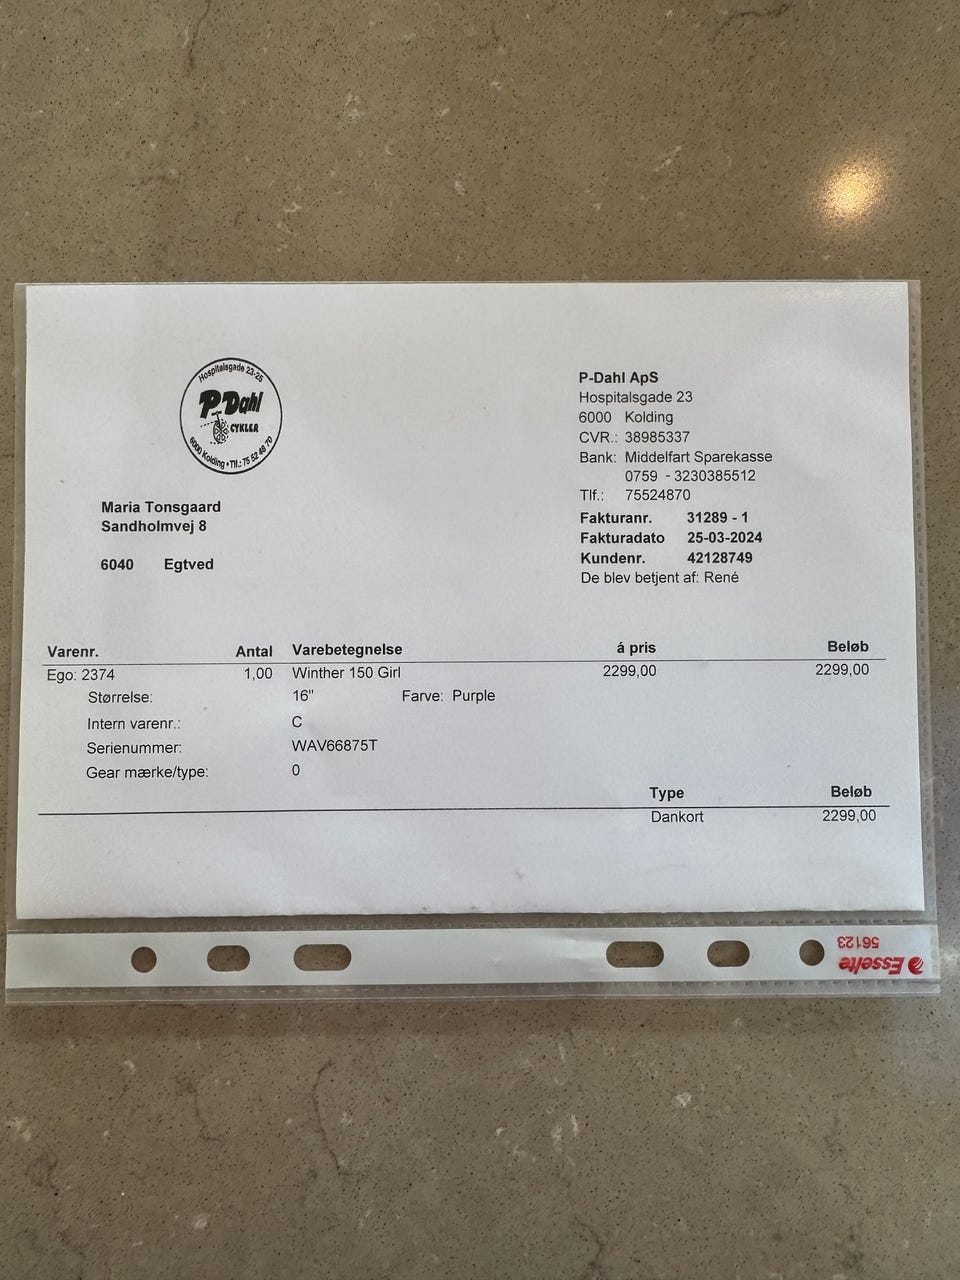 Hospitalsgade 23-25
P-Dahl
CYKLER
6000 Kolding • Tlf.: 75 52 48 70
P-Dahl ApS
Hospitalsgade 23
6000 Kolding
CVR.: 38985337
Bank: Middelfart Sparekasse
0759 - 3230385512
Tlf.: 75524870
Maria Tonsgaard
Sandholmvej 8
6040 Egtved
Fakturanr. 31289 - 1
Fakturadato 25-03-2024
Kundenr. 42128749
De blev betjent af: René
Varenr. Antal Varebetegnelse á pris Beløb
Ego: 2374 1,00 Winther 150 Girl 2299,00 2299,00
Størrelse: 16" Farve: Purple
Intern varenr.: C
Serienummer: WAV66875T
Gear mærke/type: 0
Type Beløb
Dankort 2299,00
56123
Esselte